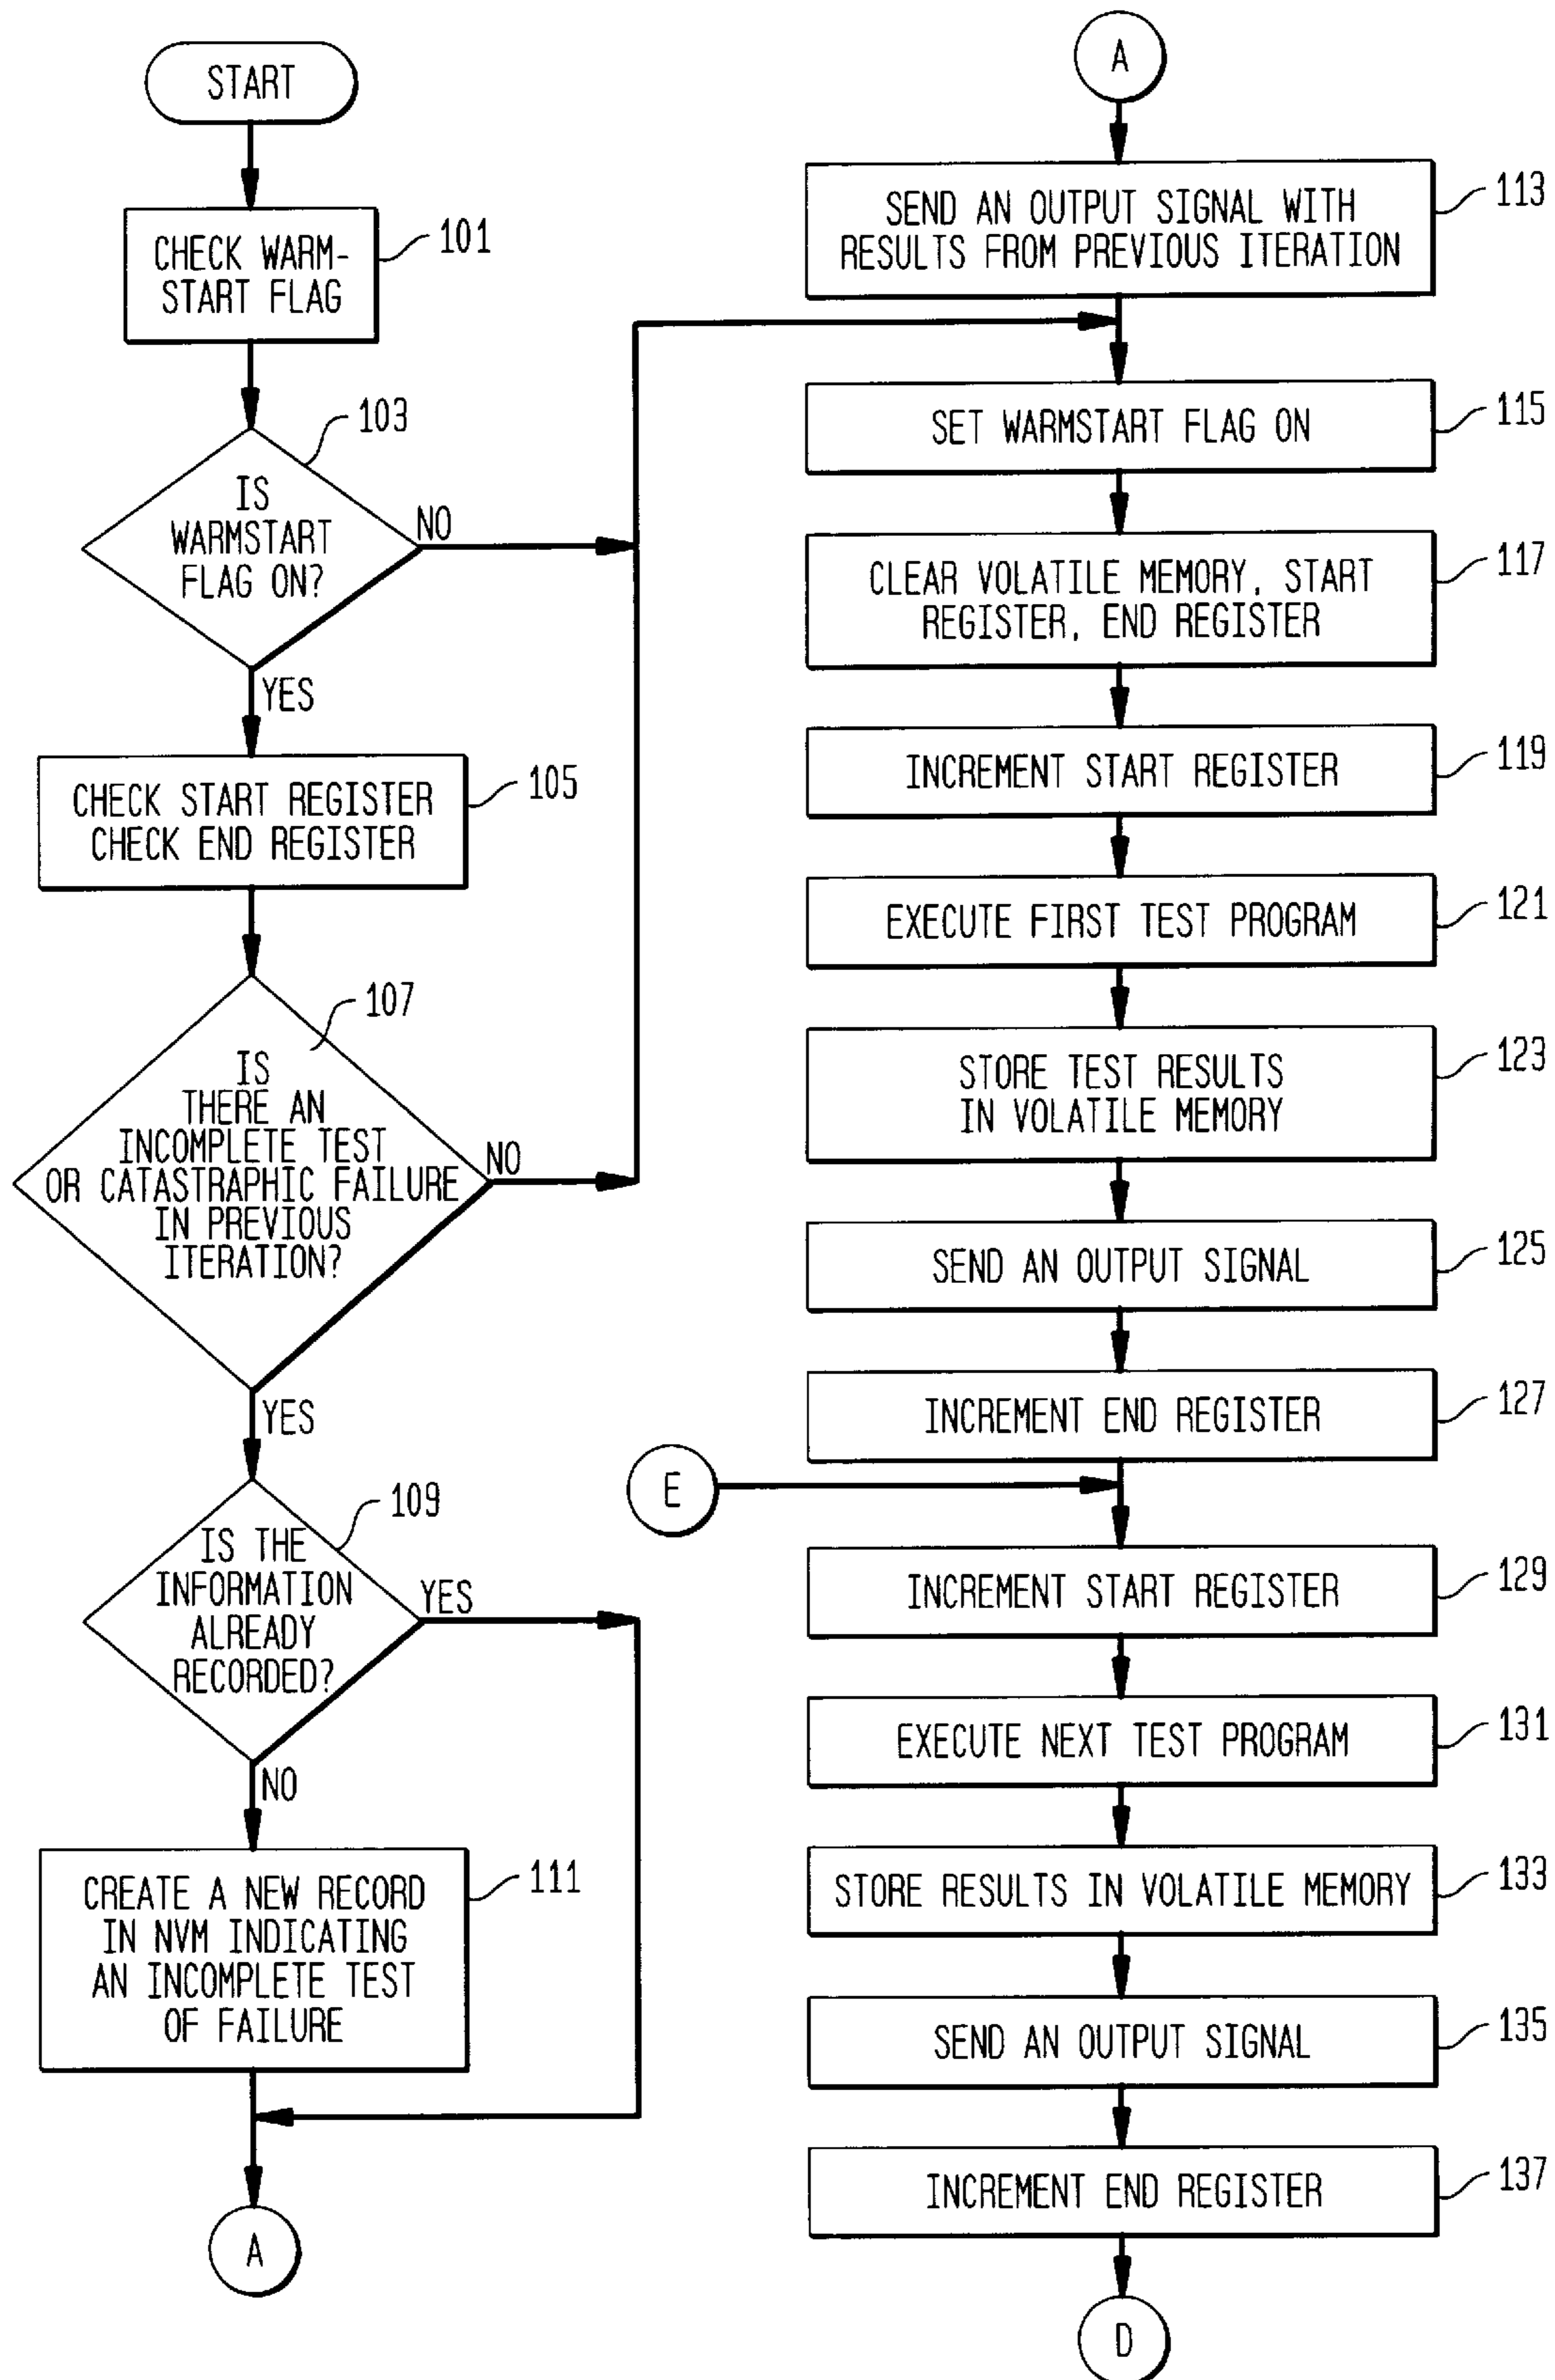 START
CHECK WARM-
START FLAG
101
IS
WARMSTART
FLAG ON?
103
NO
YES
CHECK START REGISTER
CHECK END REGISTER
105
IS
THERE AN
INCOMPLETE TEST
OR CATASTRAPHIC FAILURE
IN PREVIOUS
ITERATION?
107
NO
YES
IS THE
INFORMATION
ALREADY
RECORDED?
109
YES
NO
CREATE A NEW RECORD
IN NVM INDICATING
AN INCOMPLETE TEST
OF FAILURE
111
A
A
SEND AN OUTPUT SIGNAL WITH
RESULTS FROM PREVIOUS ITERATION
113
SET WARMSTART FLAG ON
115
CLEAR VOLATILE MEMORY, START
REGISTER, END REGISTER
117
INCREMENT START REGISTER
119
EXECUTE FIRST TEST PROGRAM
121
STORE TEST RESULTS
IN VOLATILE MEMORY
123
SEND AN OUTPUT SIGNAL
125
INCREMENT END REGISTER
127
E
INCREMENT START REGISTER
129
EXECUTE NEXT TEST PROGRAM
131
STORE RESULTS IN VOLATILE MEMORY
133
SEND AN OUTPUT SIGNAL
135
INCREMENT END REGISTER
137
D